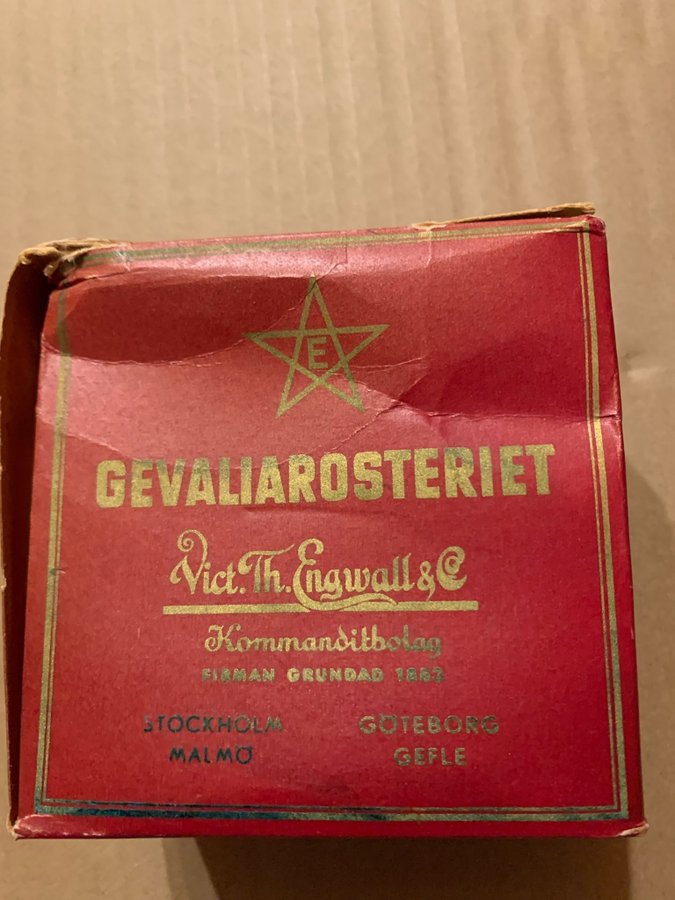 E
GEVALIAROSTERIET
Vict. Th. Engwall & Co
Kommanditbolag
FIRMAN GRUNDAD 1853
STOCKHOLM GÖTEBORG
MALMÖ GEFLE